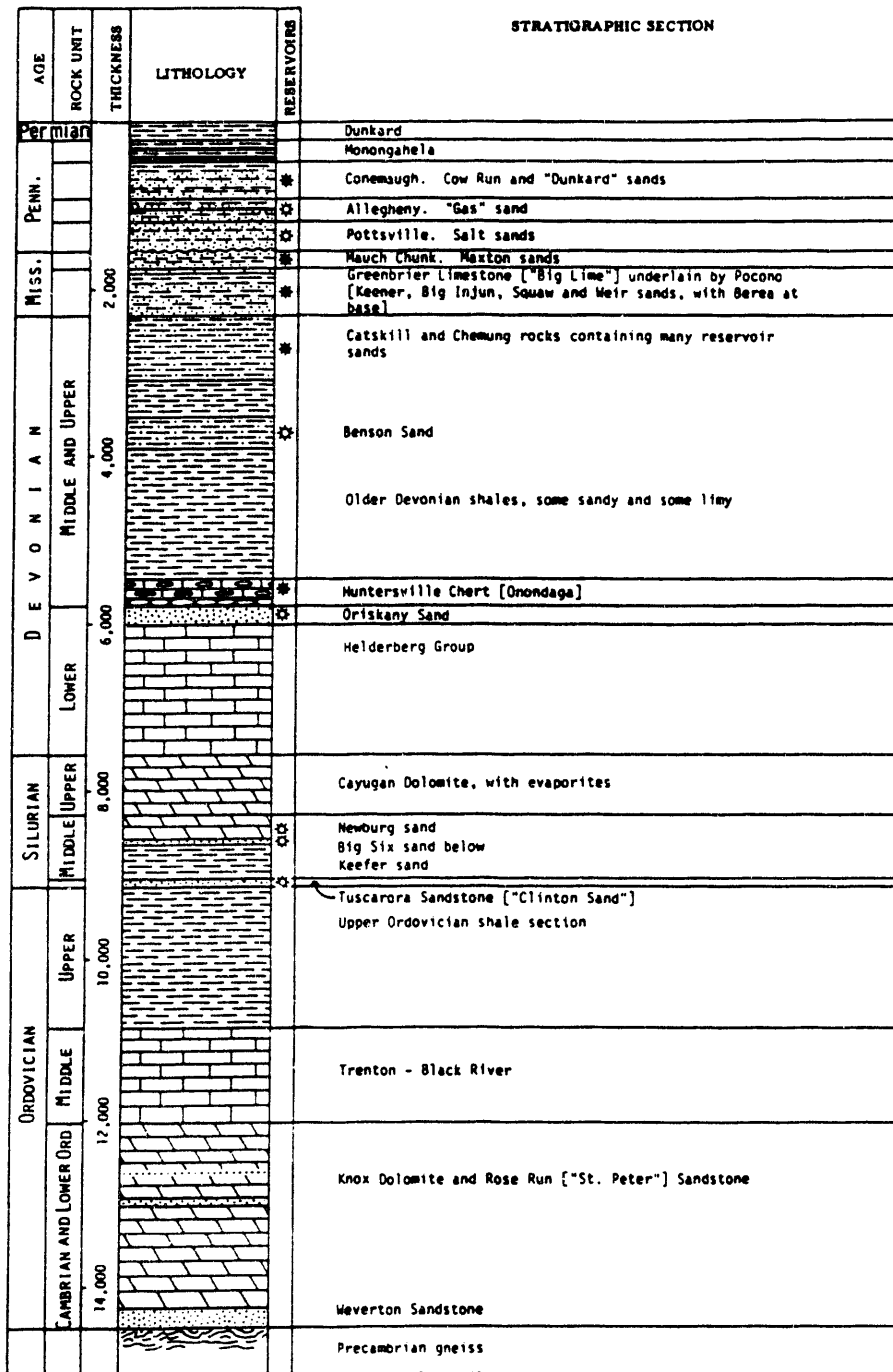 STRATIGRAPHIC SECTION
AGE
ROCK UNIT
THICKNESS
LITHOLOGY
RESERVOIRS
Permian
PENN.
MISS.
DEVONIAN
MIDDLE AND UPPER
LOWER
SILURIAN
UPPER
MIDDLE
ORDOVICIAN
UPPER
MIDDLE
CAMBRIAN AND LOWER ORD
2,000
4,000
6,000
8,000
10,000
12,000
14,000
Dunkard
Monongahela
Conemaugh. Cow Run and "Dunkard" sands
Allegheny. "Gas" sand
Pottsville. Salt sands
Mauch Chunk. Maxton sands
Greenbrier Limestone ["Big Lime"] underlain by Pocono
[Keener, Big Injun, Squaw and Weir sands, with Berea at
base]
Catskill and Chemung rocks containing many reservoir
sands
Benson Sand
Older Devonian shales, some sandy and some limy
Huntersville Chert [Onondaga]
Oriskany Sand
Helderberg Group
Cayugan Dolomite, with evaporites
Newburg sand
Big Six sand below
Keefer sand
Tuscarora Sandstone ["Clinton Sand"]
Upper Ordovician shale section
Trenton - Black River
Knox Dolomite and Rose Run ["St. Peter"] Sandstone
Weverton Sandstone
Precambrian gneiss